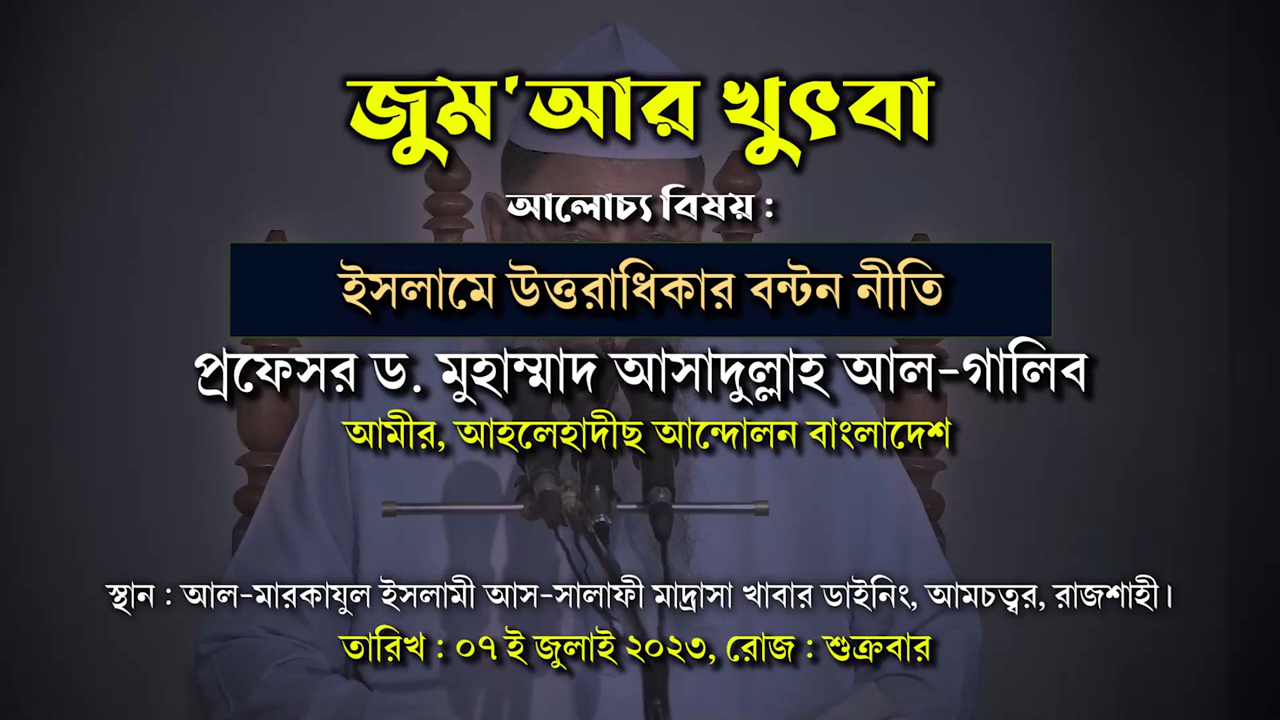 জুম'আর খুৎবা
আলোচ্য বিষয় :
ইসলামে উত্তরাধিকার বন্টন নীতি
প্রফেসর ড. মুহাম্মাদ আসাদুল্লাহ আল-গালিব
আমীর, আহলেহাদীছ আন্দোলন বাংলাদেশ
স্থান : আল-মারকাযুল ইসলামী আস-সালাফী মাদ্রাসা খাবার ডাইনিং, আমচত্বর, রাজশাহী।
তারিখ : ০৭ ই জুলাই ২০২৩, রোজ : শুক্রবার